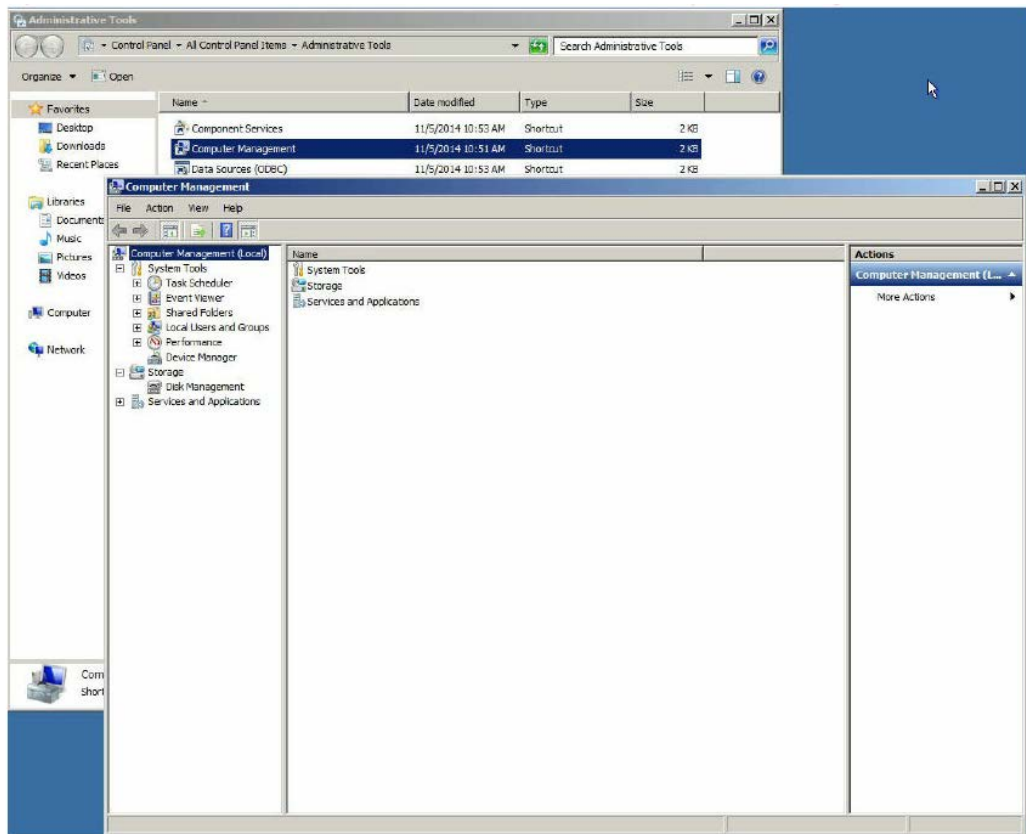 Administrative Tools
Control Panel - All Control Panel Items - Administrative Tools
Search Administrative Tools
Organize Open
Name Date modified Type Size
Favorites
Desktop
Downloads
Recent Places
Libraries
Documents
Music
Pictures
Videos
Computer
Network
Component Services 11/5/2014 10:53 AM Shortcut 2 KB
Computer Management 11/5/2014 10:51 AM Shortcut 2 KB
Data Sources (ODBC) 11/5/2014 10:53 AM Shortcut 2 KB
Com
Short
Computer Management
File Action View Help
Computer Management (Local)
System Tools
Task Scheduler
Event Viewer
Shared Folders
Local Users and Groups
Performance
Device Manager
Storage
Disk Management
Services and Applications
Name
System Tools
Storage
Services and Applications
Actions
Computer Management (L...
More Actions